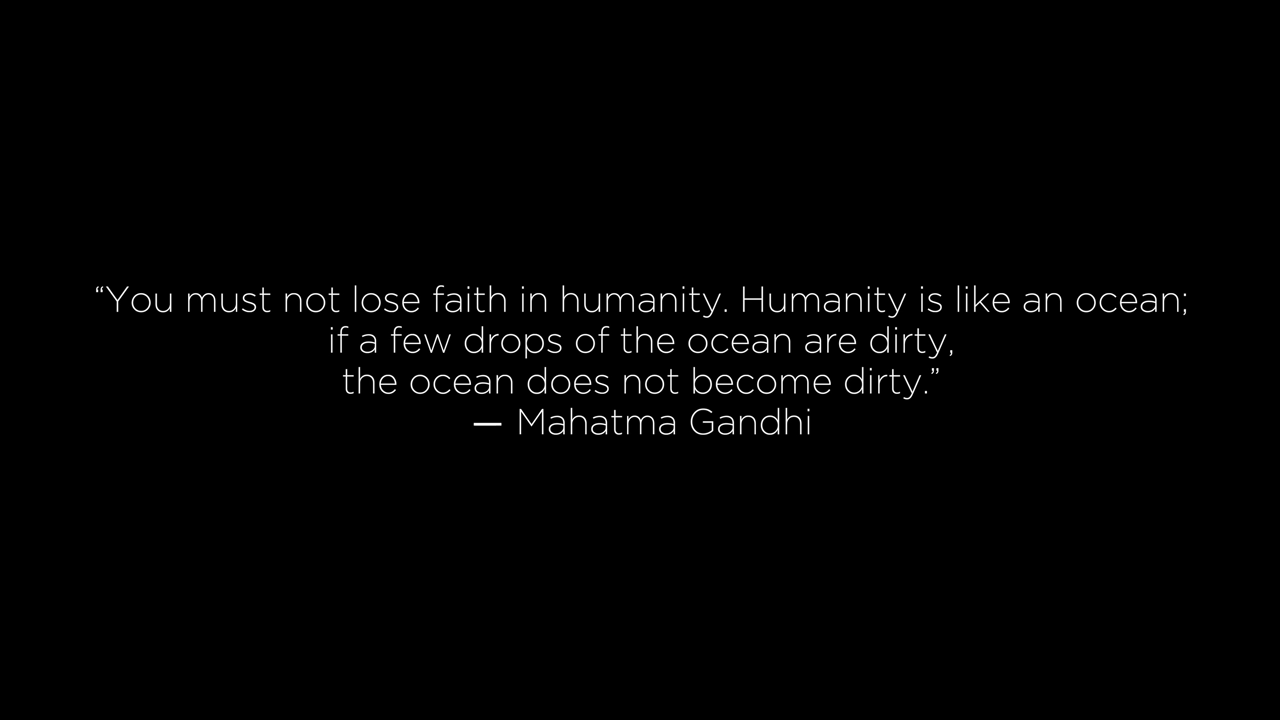 “You must not lose faith in humanity. Humanity is like an ocean;
if a few drops of the ocean are dirty,
the ocean does not become dirty.”
— Mahatma Gandhi